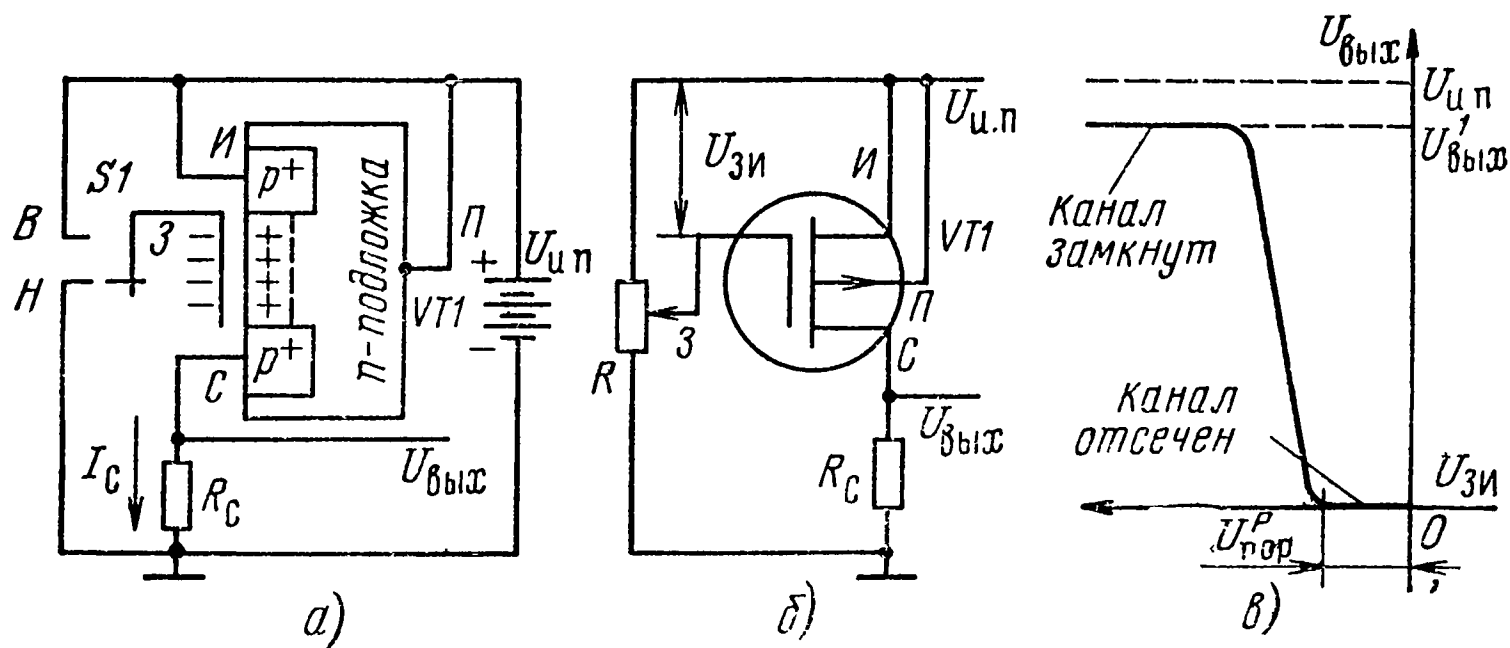 S1
В
Н
И
З
p+
p+
С
n-подложка
П
VT1
+
Uи п
−
IС
RС
Uвых
а)
UЗИ
Uи.п
И
VT1
П
З
С
R
Uвых
RС
б)
Uвых
Uи п
U¹вых
Канал
замкнут
Канал
отсечен
UЗИ
UPпор
0
в)